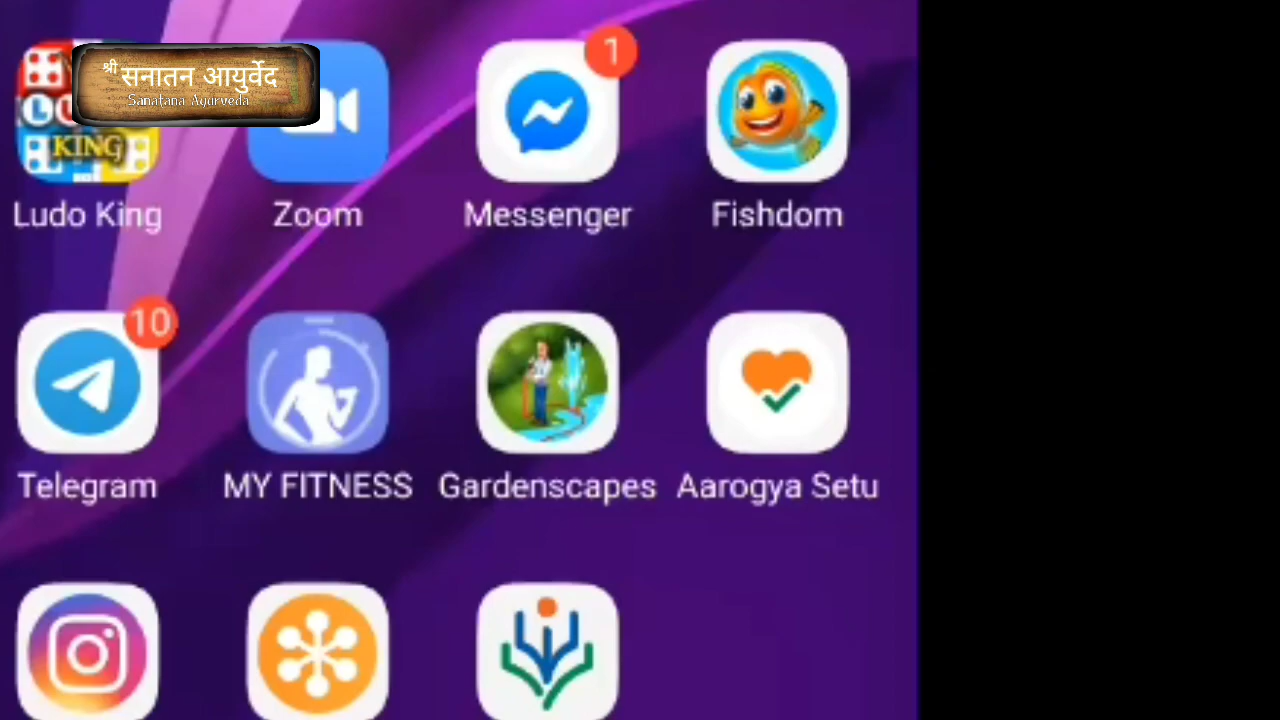 श्री सनातन आयुर्वेद
Sanatana Ayurveda
KING
Ludo King
Zoom
1
Messenger
Fishdom
10
Telegram
MY FITNESS
Gardenscapes
Aarogya Setu